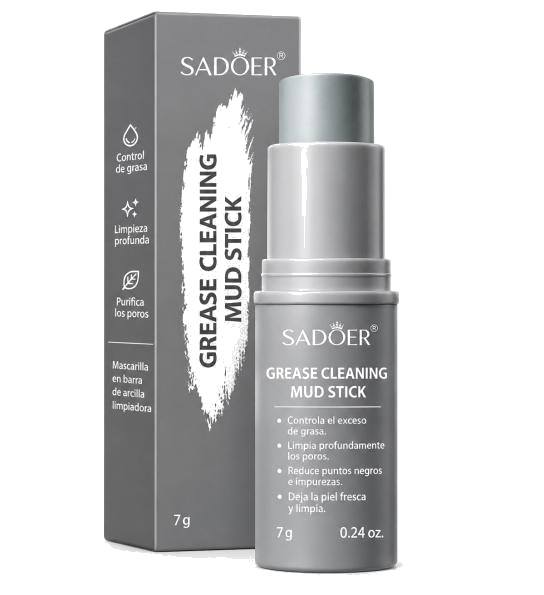 SADOER®
Control
de grasa
Limpieza
profunda
Purifica
los poros
Mascarilla
en barra
de arcilla
limpiadora
GREASE CLEANING
MUD STICK
7 g
SADOER®
GREASE CLEANING
MUD STICK
• Controla el exceso
de grasa.
• Limpia profundamente
los poros.
• Reduce puntos negros
e impurezas.
• Deja la piel fresca
y limpia.
7 g 0.24 oz.